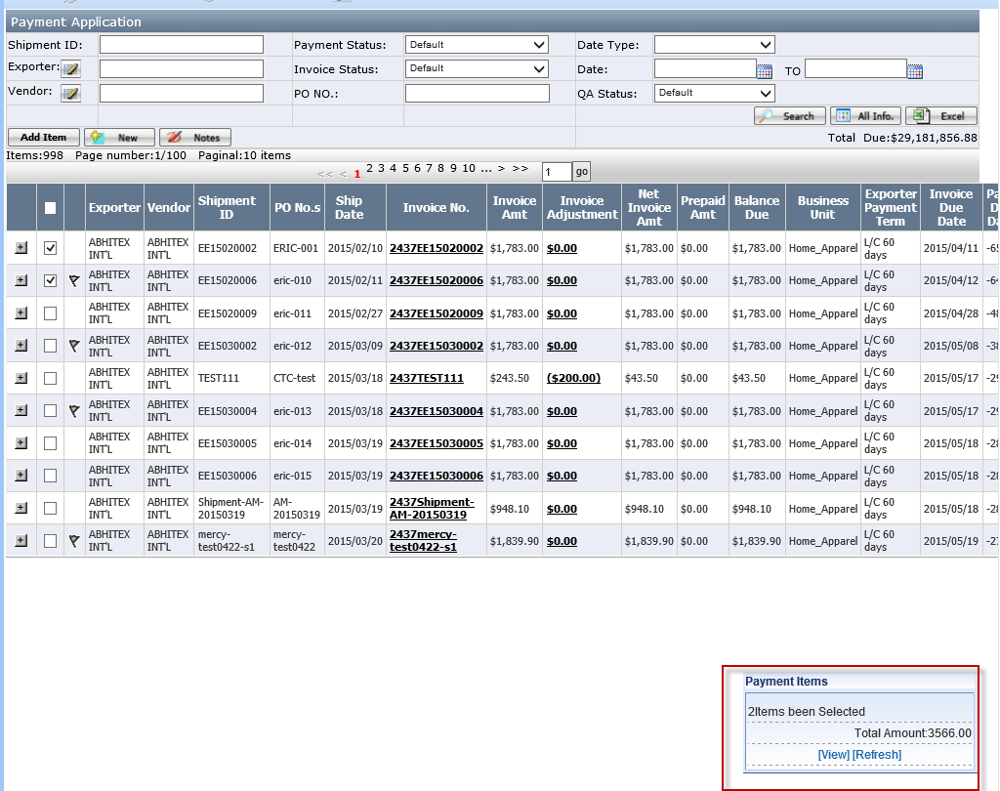 Payment Application
Shipment ID: Payment Status: Default Date Type:
Exporter: Invoice Status: Default Date: TO
Vendor: PO NO.: QA Status: Default
Search All Info. Excel
Add Item New Notes Total Due:$29,181,856.88
Items:998 Page number:1/100 Paginal:10 items
<< < 1 2 3 4 5 6 7 8 9 10 ... > >> 1 go
Exporter Vendor Shipment ID PO No.s Ship Date Invoice No. Invoice Amt Invoice Adjustment Net Invoice Amt Prepaid Amt Balance Due Business Unit Exporter Payment Term Invoice Due Date
ABHITEX INT'L ABHITEX INT'L EE15020002 ERIC-001 2015/02/10 2437EE15020002 $1,783.00 $0.00 $1,783.00 $0.00 $1,783.00 Home_Apparel L/C 60 days 2015/04/11
ABHITEX INT'L ABHITEX INT'L EE15020006 eric-010 2015/02/11 2437EE15020006 $1,783.00 $0.00 $1,783.00 $0.00 $1,783.00 Home_Apparel L/C 60 days 2015/04/12
ABHITEX INT'L ABHITEX INT'L EE15020009 eric-011 2015/02/27 2437EE15020009 $1,783.00 $0.00 $1,783.00 $0.00 $1,783.00 Home_Apparel L/C 60 days 2015/04/28
ABHITEX INT'L ABHITEX INT'L EE15030002 eric-012 2015/03/09 2437EE15030002 $1,783.00 $0.00 $1,783.00 $0.00 $1,783.00 Home_Apparel L/C 60 days 2015/05/08
ABHITEX INT'L ABHITEX INT'L TEST111 CTC-test 2015/03/18 2437TEST111 $243.50 ($200.00) $43.50 $0.00 $43.50 Home_Apparel L/C 60 days 2015/05/17
ABHITEX INT'L ABHITEX INT'L EE15030004 eric-013 2015/03/18 2437EE15030004 $1,783.00 $0.00 $1,783.00 $0.00 $1,783.00 Home_Apparel L/C 60 days 2015/05/17
ABHITEX INT'L ABHITEX INT'L EE15030005 eric-014 2015/03/19 2437EE15030005 $1,783.00 $0.00 $1,783.00 $0.00 $1,783.00 Home_Apparel L/C 60 days 2015/05/18
ABHITEX INT'L ABHITEX INT'L EE15030006 eric-015 2015/03/19 2437EE15030006 $1,783.00 $0.00 $1,783.00 $0.00 $1,783.00 Home_Apparel L/C 60 days 2015/05/18
ABHITEX INT'L ABHITEX INT'L Shipment-AM-20150319 AM-20150319 2015/03/19 2437Shipment-AM-20150319 $948.10 $0.00 $948.10 $0.00 $948.10 Home_Apparel L/C 60 days 2015/05/18
ABHITEX INT'L ABHITEX INT'L mercy-test0422-s1 mercy-test0422 2015/03/20 2437mercy-test0422-s1 $1,839.90 $0.00 $1,839.90 $0.00 $1,839.90 Home_Apparel L/C 60 days 2015/05/19
Payment Items
2Items been Selected
Total Amount:3566.00
[View] [Refresh]